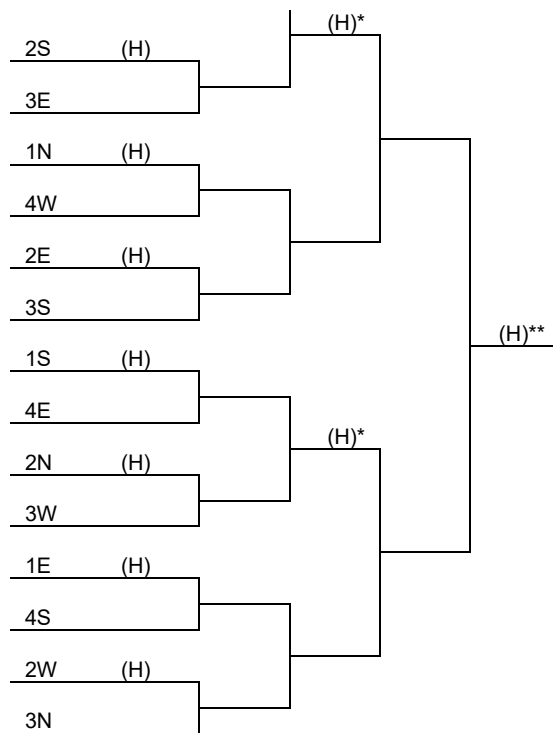 (H)*
2S (H)
3E
1N (H)
4W
2E (H)
3S
(H)**
1S (H)
4E
(H)*
2N (H)
3W
1E (H)
4S
2W (H)
3N